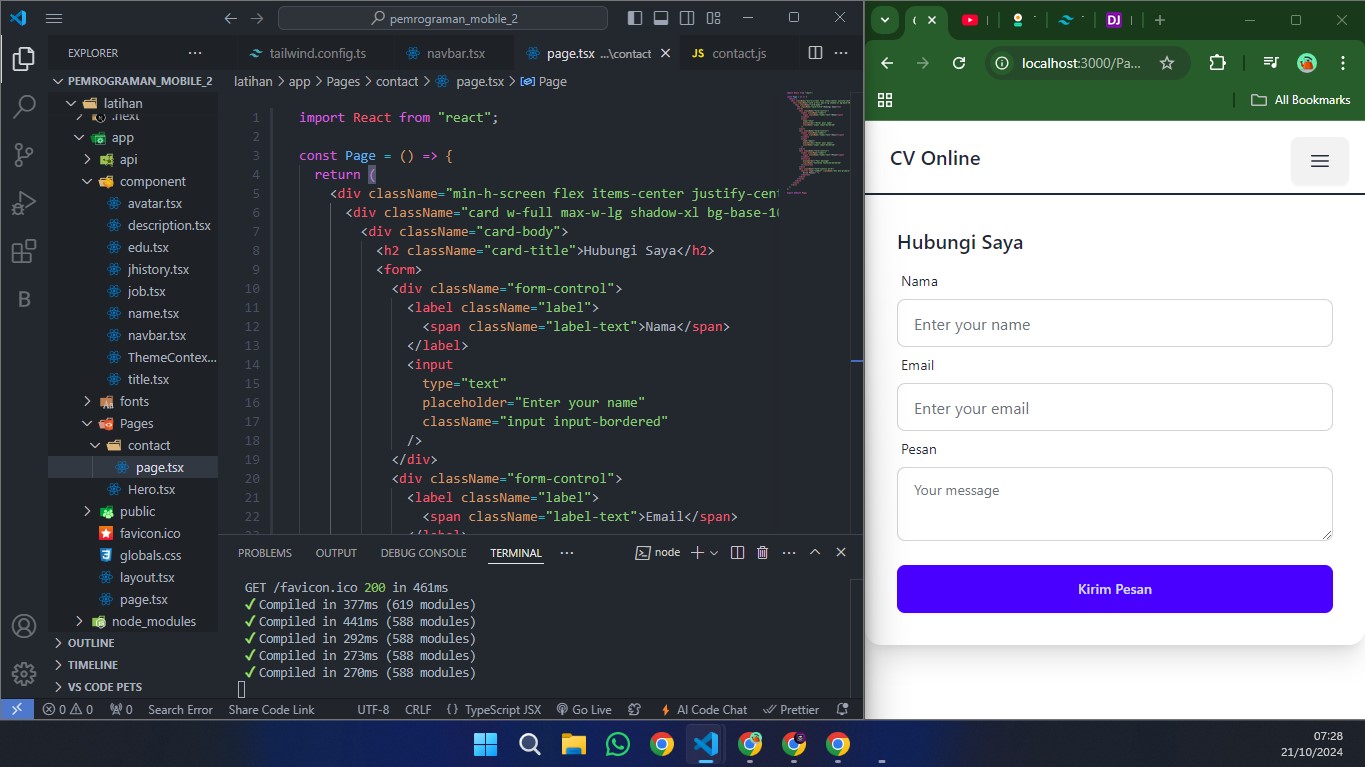 pemrograman_mobile_2
EXPLORER
PEMROGRAMAN_MOBILE_2
latihan
.next
app
api
component
avatar.tsx
description.tsx
edu.tsx
jhistory.tsx
job.tsx
name.tsx
navbar.tsx
ThemeContex...
title.tsx
fonts
Pages
contact
page.tsx
Hero.tsx
public
favicon.ico
globals.css
layout.tsx
page.tsx
node_modules
OUTLINE
TIMELINE
VS CODE PETS
tailwind.config.ts navbar.tsx page.tsx ...\contact JS contact.js
latihan > app > Pages > contact > page.tsx > Page
1 import React from "react";
2
3 const Page = () => {
4 return (
5 <div className="min-h-screen flex items-center justify-cent
6 <div className="card w-full max-w-lg shadow-xl bg-base-10
7 <div className="card-body">
8 <h2 className="card-title">Hubungi Saya</h2>
9 <form>
10 <div className="form-control">
11 <label className="label">
12 <span className="label-text">Nama</span>
13 </label>
14 <input
15 type="text"
16 placeholder="Enter your name"
17 className="input input-bordered"
18 />
19 </div>
20 <div className="form-control">
21 <label className="label">
22 <span className="label-text">Email</span>
23 </label>
PROBLEMS OUTPUT DEBUG CONSOLE TERMINAL node
GET /favicon.ico 200 in 461ms
✓ Compiled in 377ms (619 modules)
✓ Compiled in 441ms (588 modules)
✓ Compiled in 292ms (588 modules)
✓ Compiled in 273ms (588 modules)
✓ Compiled in 270ms (588 modules)
0 0 0 Search Error Share Code Link UTF-8 CRLF {} TypeScript JSX Go Live AI Code Chat Prettier
DJ
localhost:3000/Pa...
All Bookmarks
CV Online
Hubungi Saya
Nama
Enter your name
Email
Enter your email
Pesan
Your message
Kirim Pesan
07:28
21/10/2024